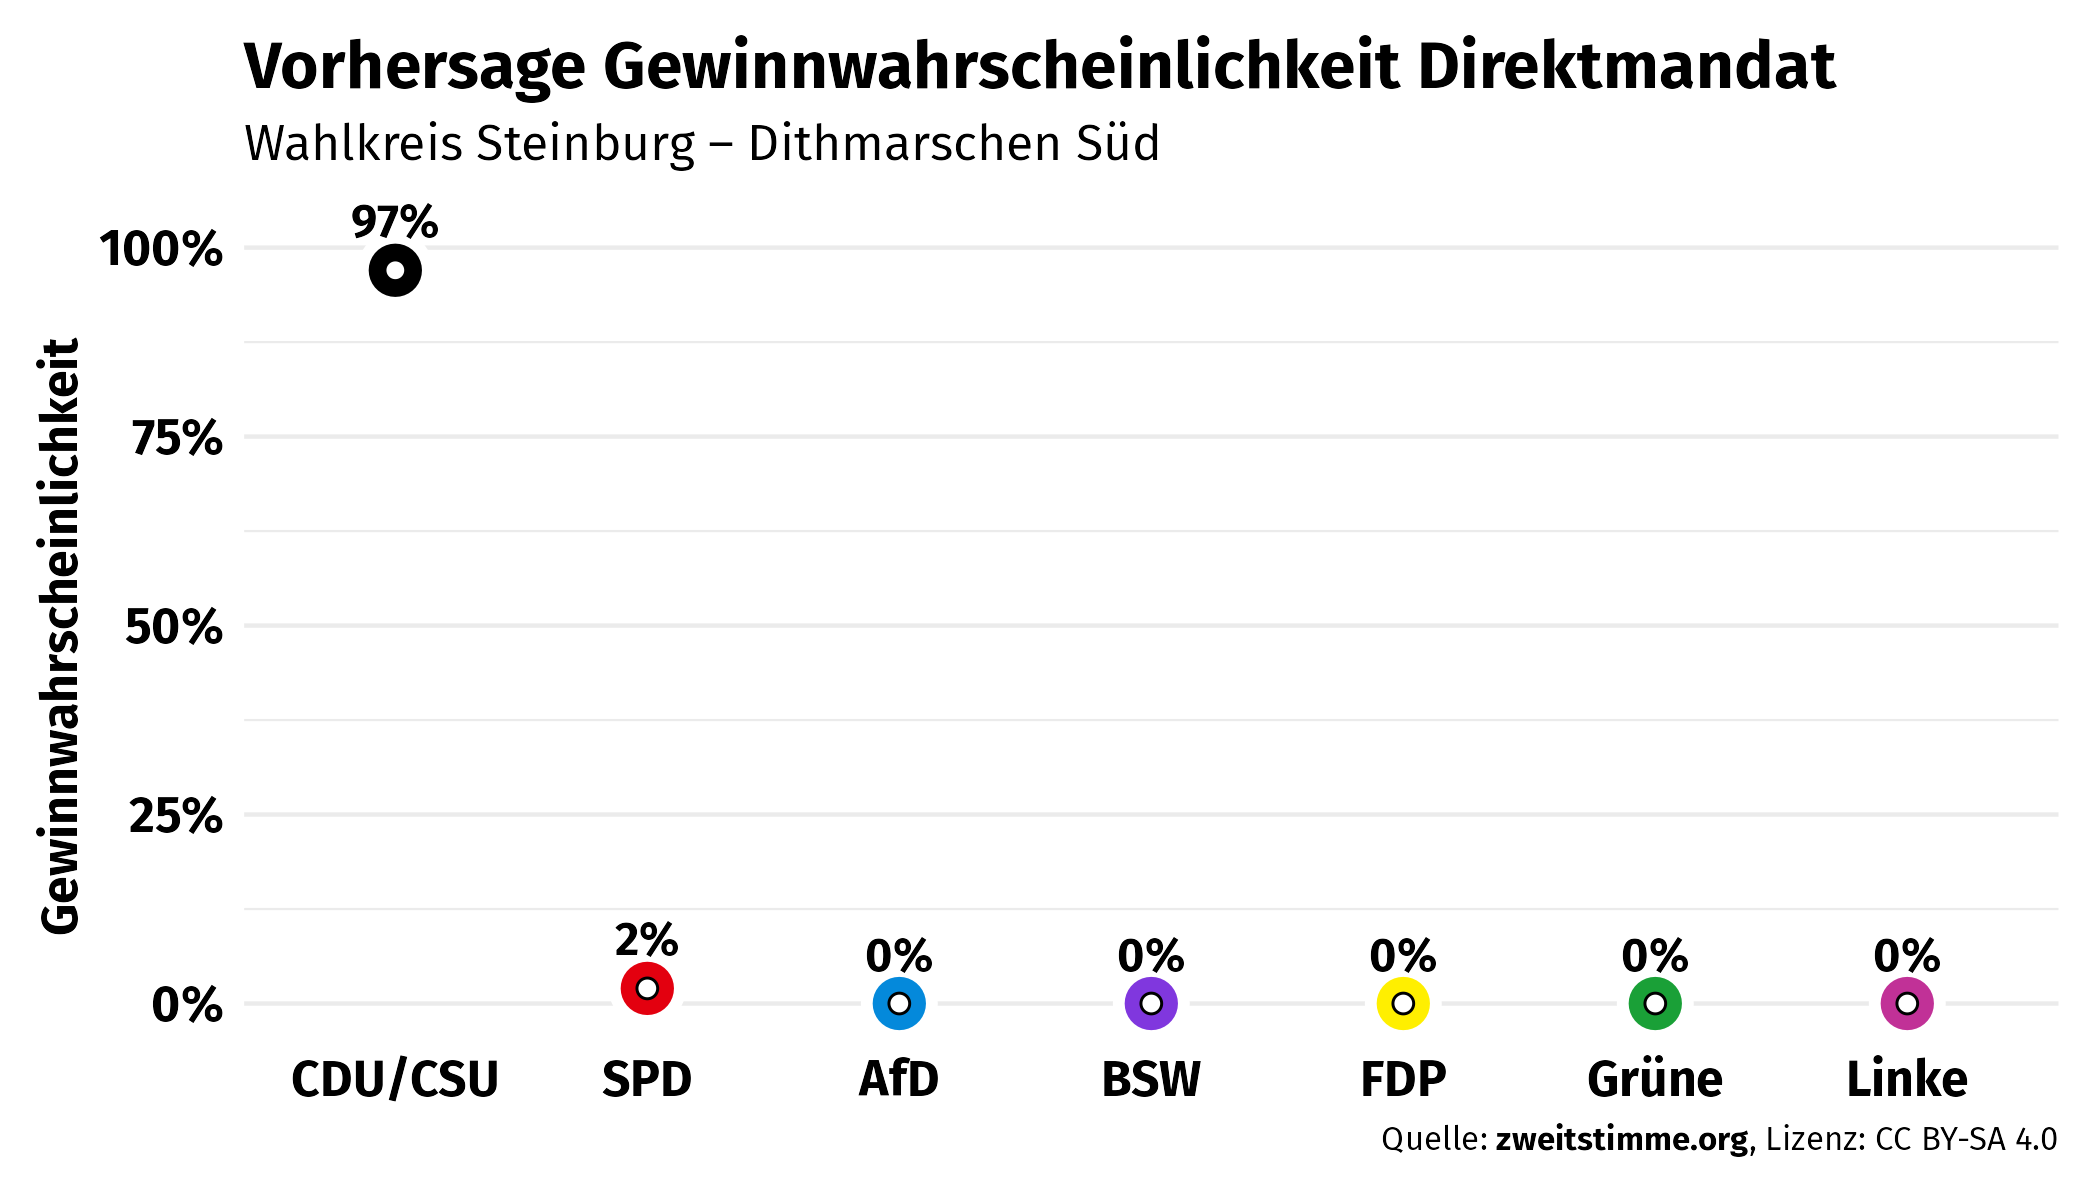 Vorhersage Gewinnwahrscheinlichkeit Direktmandat
Wahlkreis Steinburg – Dithmarschen Süd
Gewinnwahrscheinlichkeit
100%
75%
50%
25%
0%
97%
2%
0%
0%
0%
0%
0%
CDU/CSU
SPD
AfD
BSW
FDP
Grüne
Linke
Quelle: zweitstimme.org, Lizenz: CC BY-SA 4.0